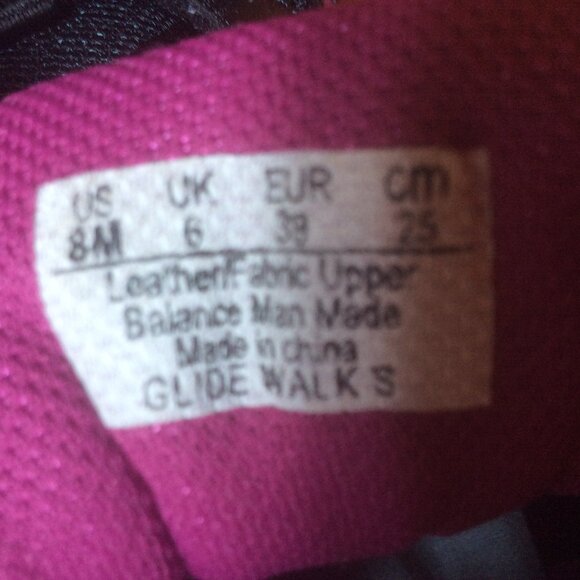 US UK EUR cm
8M 6 39 25
Leather/Fabric Upper
Balance Man Made
Made in china
GLIDE WALK S